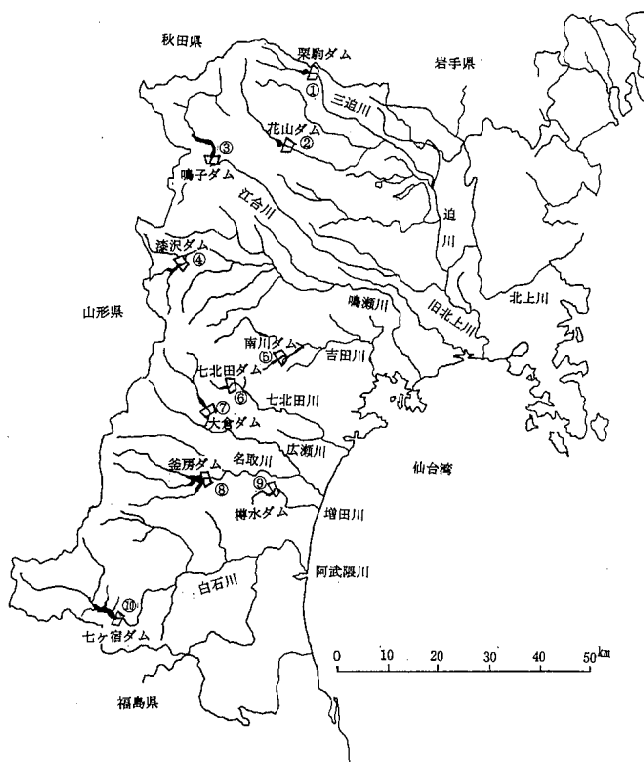 秋田県
栗駒ダム
岩手県
①
三迫川
花山ダム
②
③
鳴子ダム
江合川
迫川
漆沢ダム
④
鳴瀬川
旧北上川
北上川
山形県
南川ダム
⑤
吉田川
七北田ダム
⑥
七北田川
⑦
大倉ダム
広瀬川
名取川
釜房ダム
仙台湾
⑧
⑨
樽水ダム
増田川
阿武隈川
白石川
⑩
七ヶ宿ダム
福島県
0 10 20 30 40 50 km